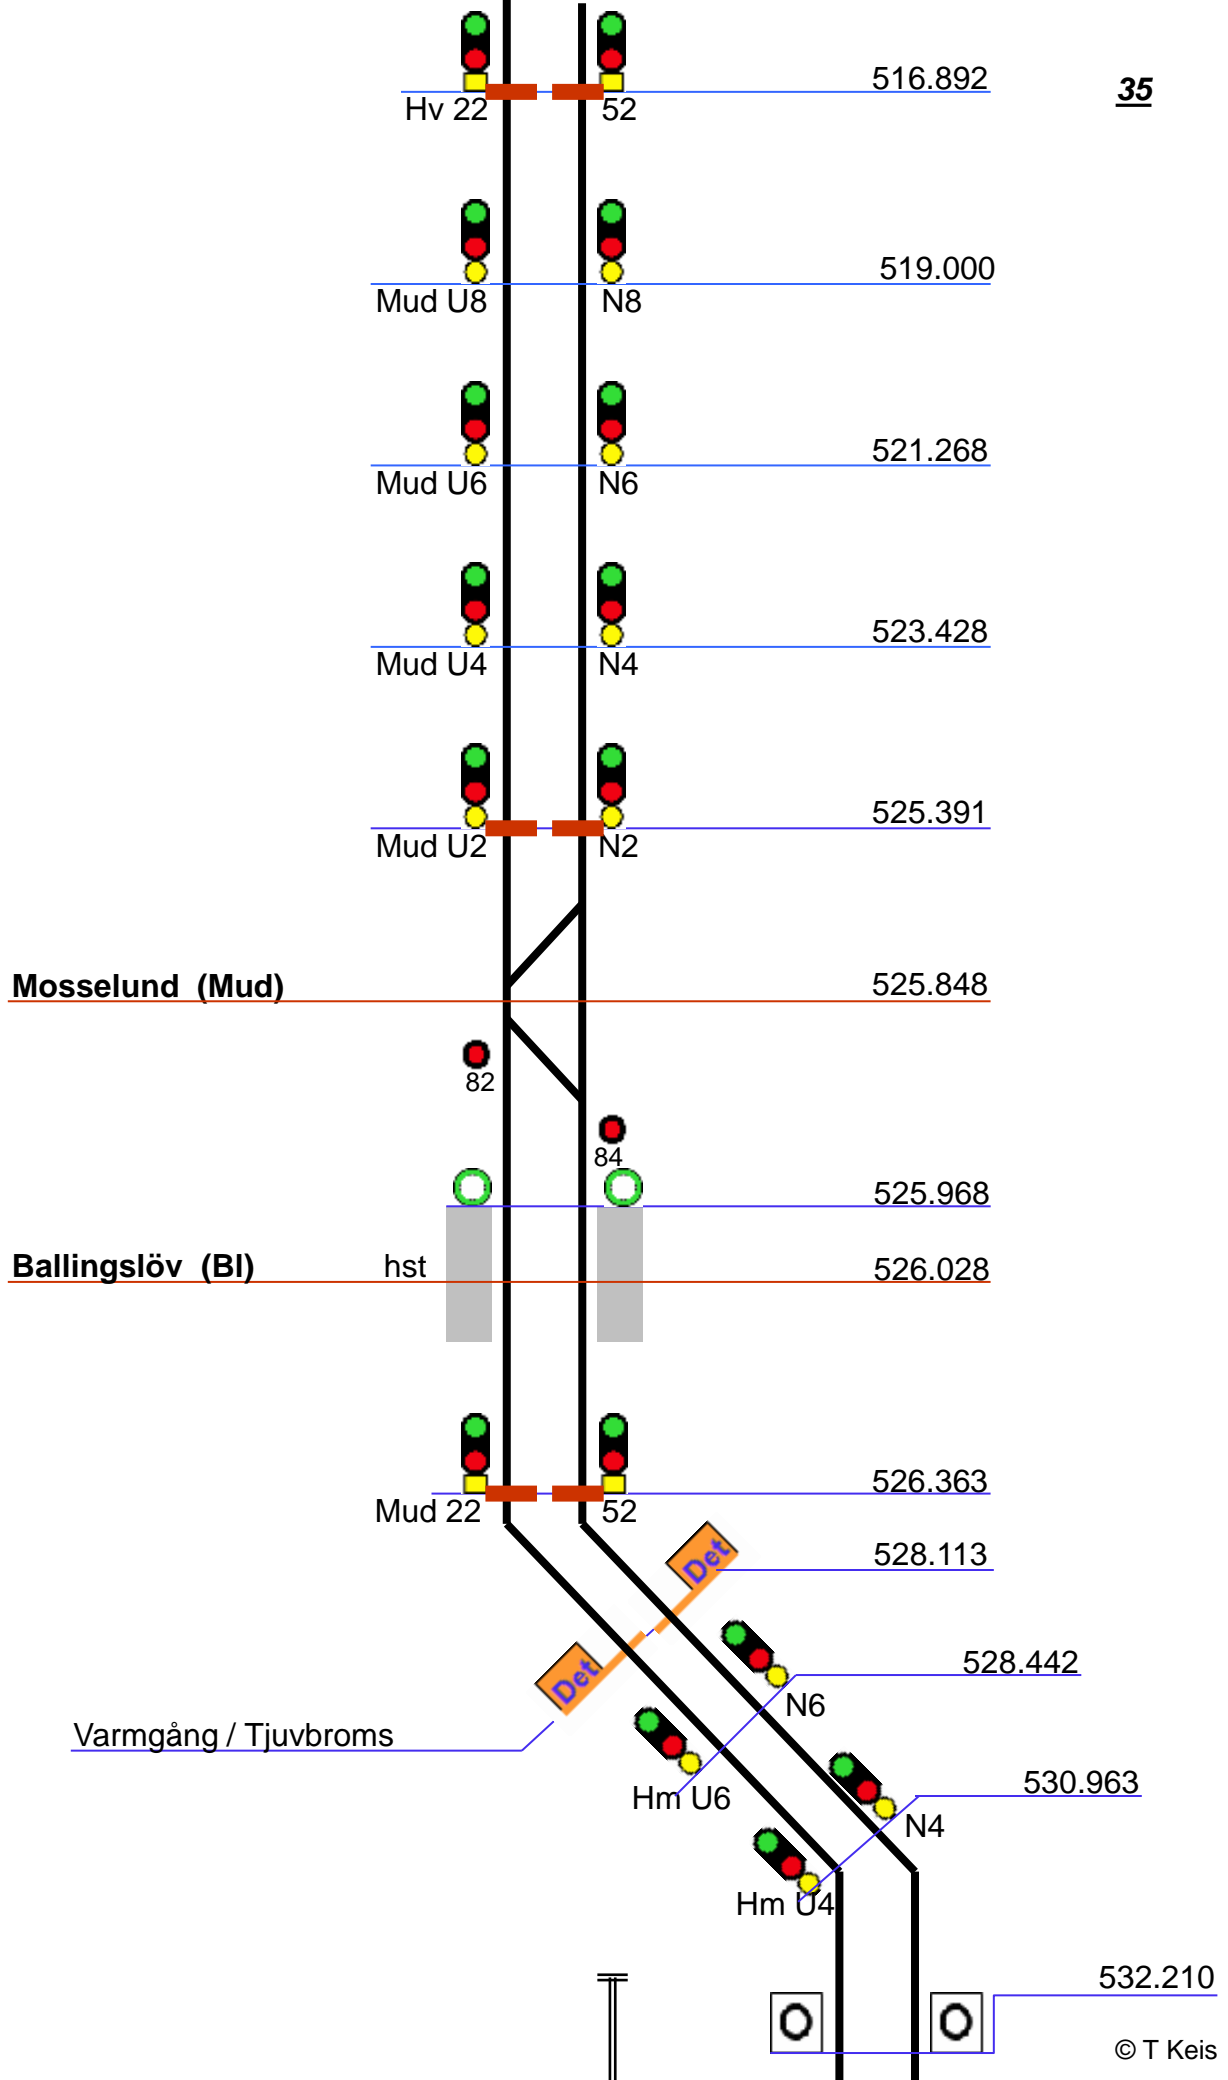 516.892
35
Hv 22
52
519.000
Mud U8
N8
521.268
Mud U6
N6
523.428
Mud U4
N4
525.391
Mud U2
N2
Mosselund (Mud)
525.848
82
84
525.968
Ballingslöv (Bl)
hst
526.028
526.363
Mud 22
52
Det
528.113
528.442
Det
N6
Varmgång / Tjuvbroms
530.963
Hm U6
N4
Hm U4
532.210
O
O
© T Keis